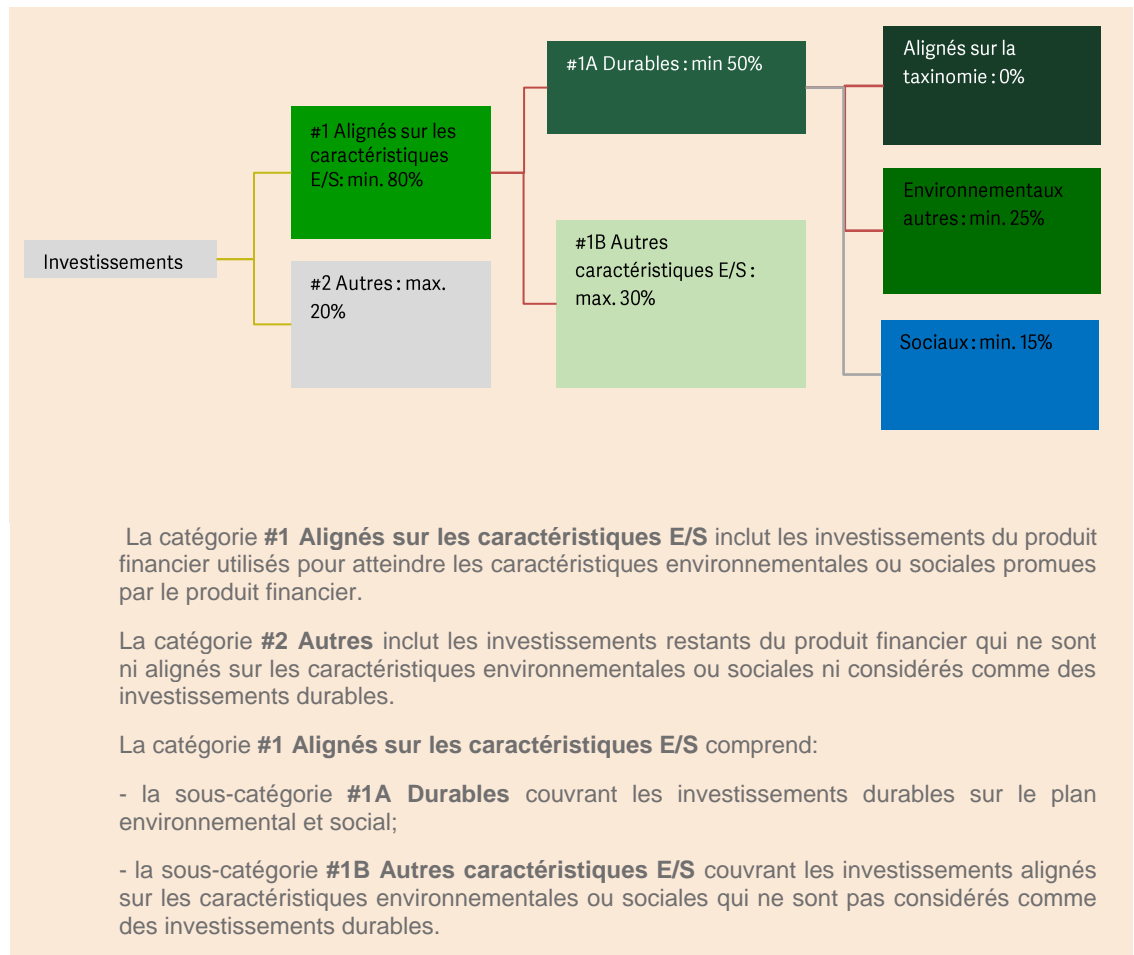 Investissements
#1 Alignés sur les
caractéristiques
E/S: min. 80%
#2 Autres : max.
20%
#1A Durables : min 50%
#1B Autres
caractéristiques E/S :
max. 30%
Alignés sur la
taxinomie : 0%
Environnementaux
autres : min. 25%
Sociaux : min. 15%
La catégorie #1 Alignés sur les caractéristiques E/S inclut les investissements du produit
financier utilisés pour atteindre les caractéristiques environnementales ou sociales promues
par le produit financier.
La catégorie #2 Autres inclut les investissements restants du produit financier qui ne sont
ni alignés sur les caractéristiques environnementales ou sociales ni considérés comme des
investissements durables.
La catégorie #1 Alignés sur les caractéristiques E/S comprend:
- la sous-catégorie #1A Durables couvrant les investissements durables sur le plan
environnemental et social;
- la sous-catégorie #1B Autres caractéristiques E/S couvrant les investissements alignés
sur les caractéristiques environnementales ou sociales qui ne sont pas considérés comme
des investissements durables.